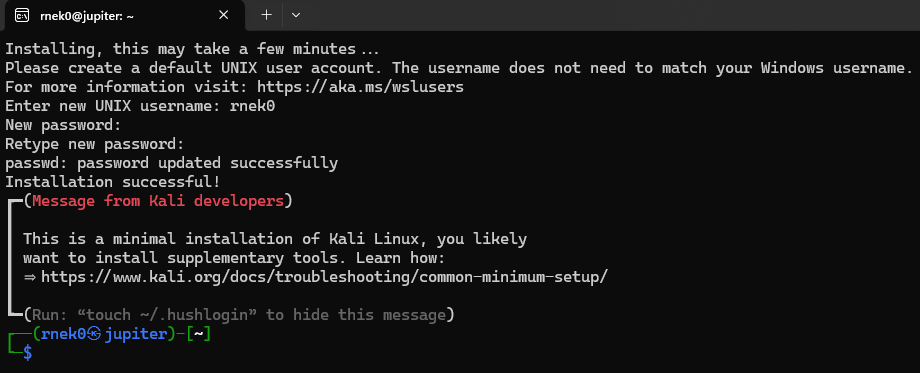 rnek0@jupiter: ~
Installing, this may take a few minutes...
Please create a default UNIX user account. The username does not need to match your Windows username.
For more information visit: https://aka.ms/wslusers
Enter new UNIX username: rnek0
New password:
Retype new password:
passwd: password updated successfully
Installation successful!
┏━(Message from Kali developers)
┃ This is a minimal installation of Kali Linux, you likely
┃ want to install supplementary tools. Learn how:
┃ ⇒ https://www.kali.org/docs/troubleshooting/common-minimum-setup/
┗━(Run: “touch ~/.hushlogin” to hide this message)
┌──(rnek0㉿jupiter)-[~]
└─$